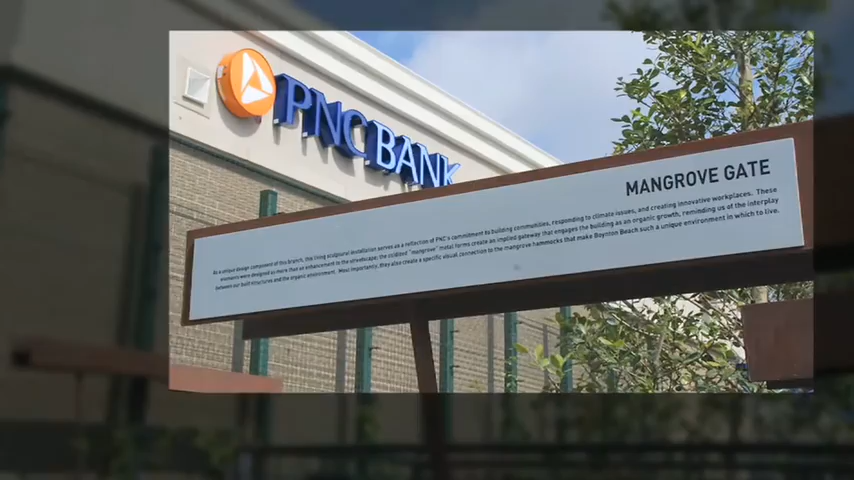 PNC BANK
MANGROVE GATE
As a unique design component of this branch, this living sculptural installation serves as a reflection of PNC's commitment to building communities, responding to climate issues, and creating innovative workplaces. These
elements were designed as more than an enhancement to the streetscape; the oxidized "mangrove" metal forms create an implied gateway that engages the building as an organic growth, reminding us of the interplay
between our built structures and the organic environment. Most importantly, they also create a specific visual connection to the mangrove hammocks that make Boynton Beach such a unique environment in which to live.